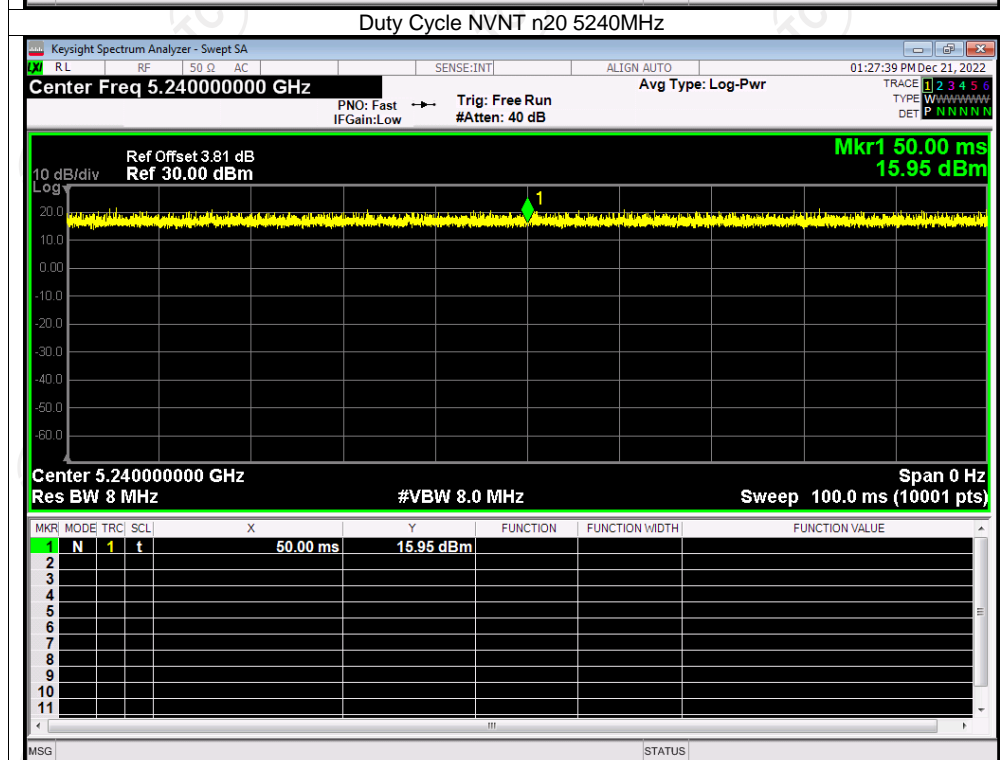 Duty Cycle NVNT n20 5240MHz
Keysight Spectrum Analyzer - Swept SA
LXI RL RF 50 Ω AC SENSE:INT ALIGN AUTO 01:27:39 PM Dec 21, 2022
Center Freq 5.240000000 GHz Avg Type: Log-Pwr TRACE 1 2 3 4 5 6
PNO: Fast Trig: Free Run TYPE WWWWWW
IFGain:Low #Atten: 40 dB DET P N N N N N
Mkr1 50.00 ms
Ref Offset 3.81 dB
10 dB/div Ref 30.00 dBm 15.95 dBm
Log
1
20.0
10.0
0.00
-10.0
-20.0
-30.0
-40.0
-50.0
-60.0
Center 5.240000000 GHz Span 0 Hz
Res BW 8 MHz #VBW 8.0 MHz Sweep 100.0 ms (10001 pts)
MKR MODE TRC SCL X Y FUNCTION FUNCTION WIDTH FUNCTION VALUE
1 N 1 t 50.00 ms 15.95 dBm
2
3
4
5
6
7
8
9
10
11
MSG STATUS